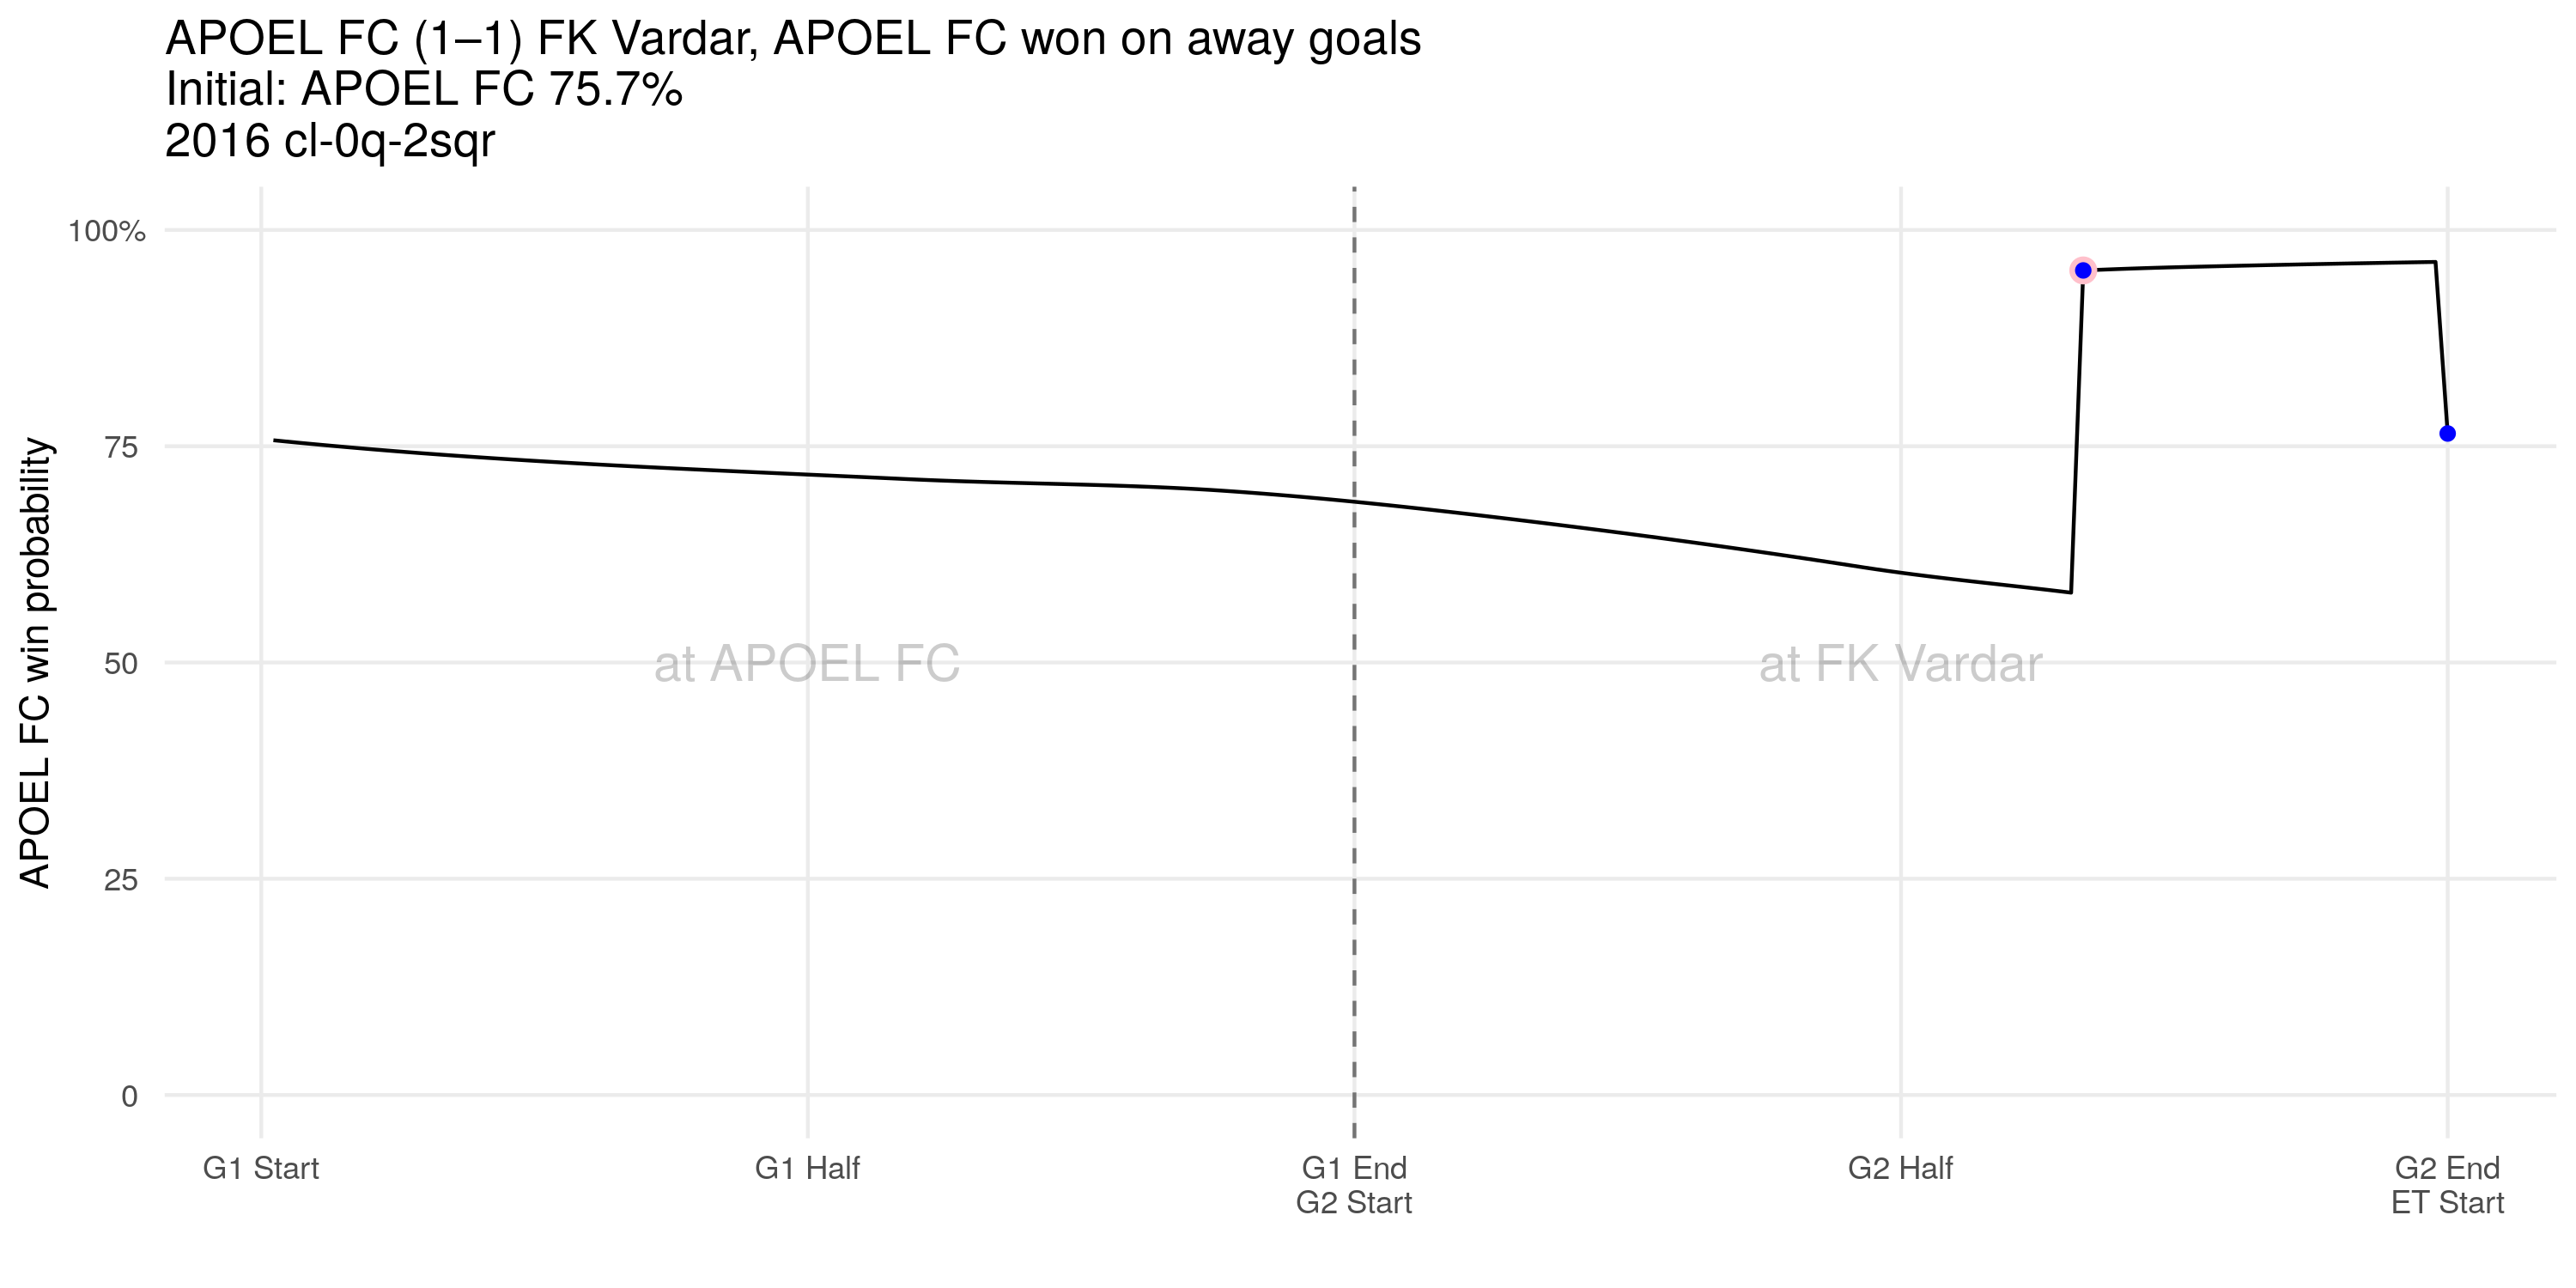 APOEL FC (1–1) FK Vardar, APOEL FC won on away goals
Initial: APOEL FC 75.7%
2016 cl-0q-2sqr
APOEL FC win probability
100%
75
50
25
0
at APOEL FC
at FK Vardar
G1 Start
G1 Half
G1 End
G2 Start
G2 Half
G2 End
ET Start